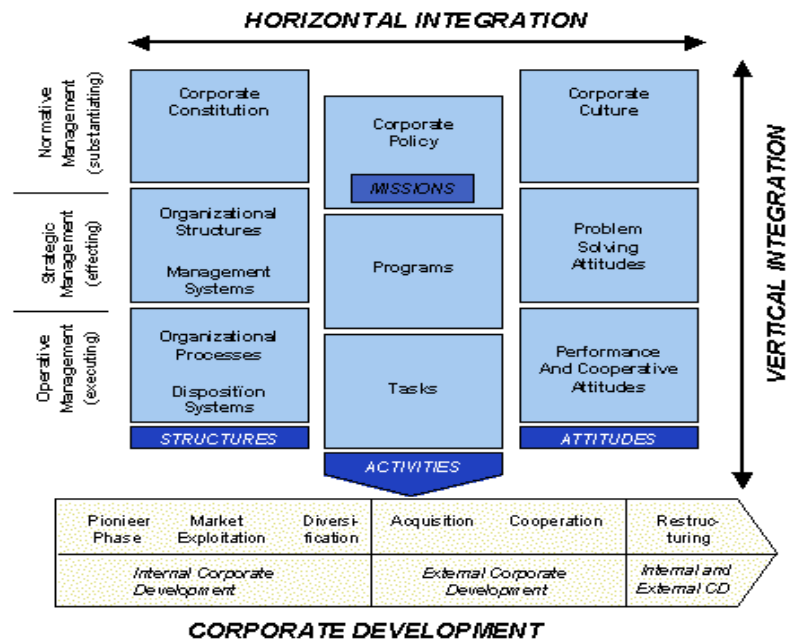 HORIZONTAL INTEGRATION
Normative
Management
(substantiating)
Corporate
Constitution
Corporate
Policy
MISSIONS
Corporate
Culture
Strategic
Management
(effecting)
Organizational
Structures
Management
Systems
Programs
Problem
Solving
Attitudes
Operative
Management
(executing)
Organizational
Processes
Disposition
Systems
Tasks
Performance
And Cooperative
Attitudes
STRUCTURES
ACTIVITIES
ATTITUDES
VERTICAL INTEGRATION
Pionieer
Phase
Market
Exploitation
Diversi-
fication
Acquisition
Cooperation
Restruc-
turing
Internal Corporate
Development
External Corporate
Development
Internal and
External CD
CORPORATE DEVELOPMENT